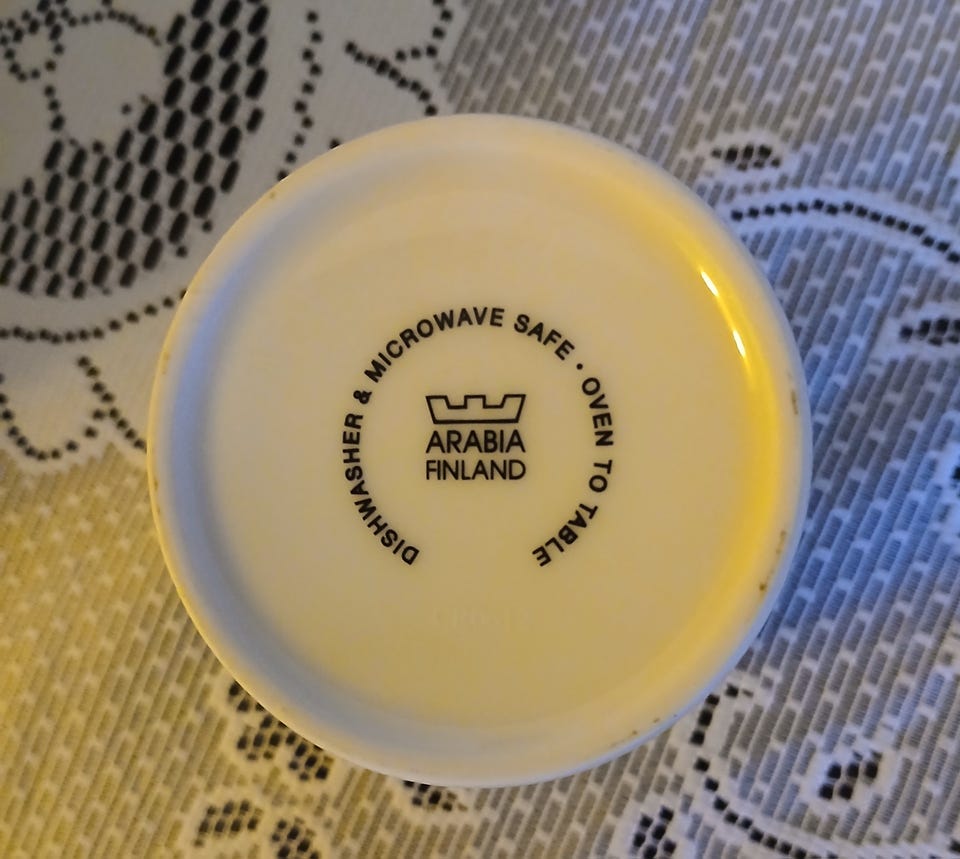 DISHWASHER & MICROWAVE SAFE · OVEN TO TABLE
ARABIA
FINLAND